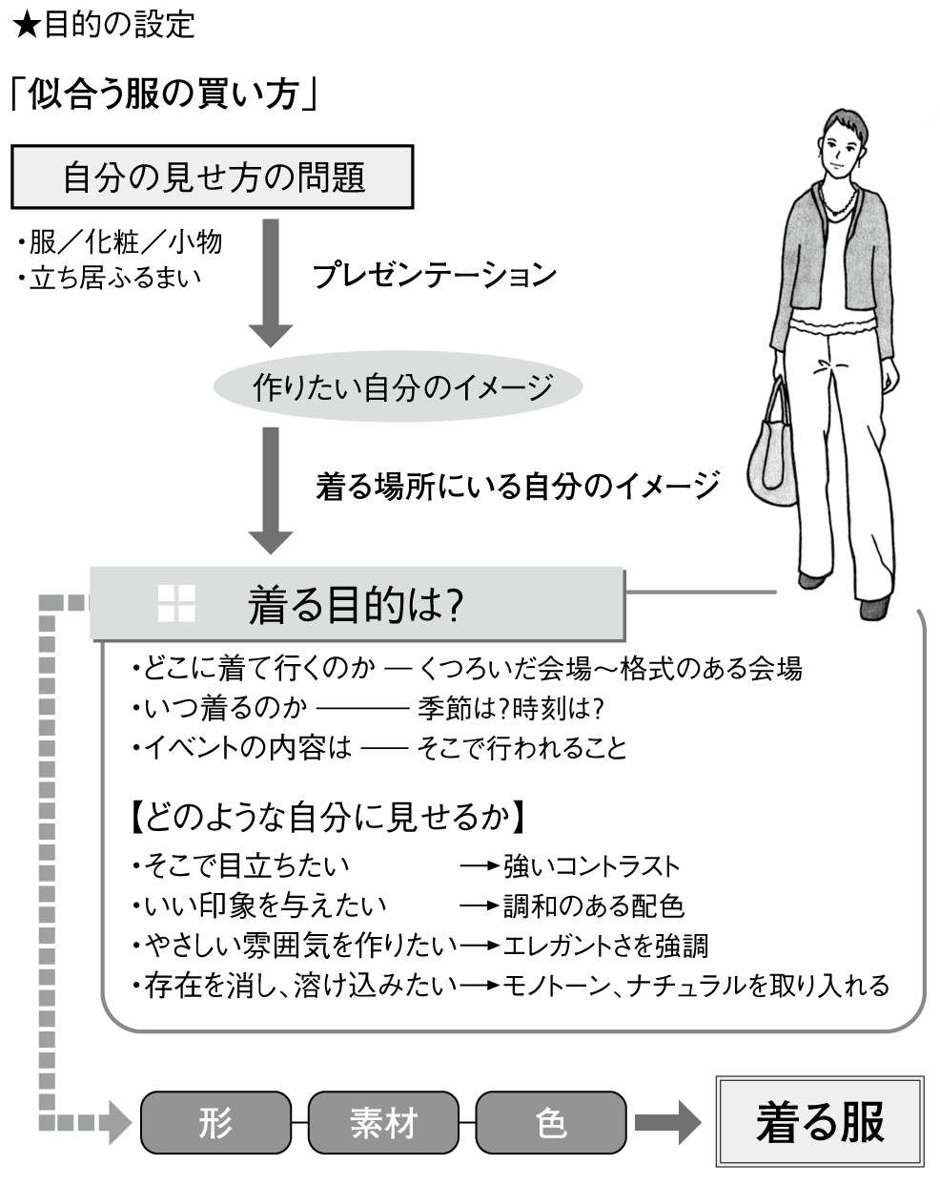 ★目的の設定
「似合う服の買い方」
自分の見せ方の問題
・服／化粧／小物
・立ち居ふるまい
プレゼンテーション
作りたい自分のイメージ
着る場所にいる自分のイメージ
着る目的は?
・どこに着て行くのか — くつろいだ会場〜格式のある会場
・いつ着るのか ——— 季節は?時刻は?
・イベントの内容は —— そこで行われること
【どのような自分に見せるか】
・そこで目立ちたい →強いコントラスト
・いい印象を与えたい →調和のある配色
・やさしい雰囲気を作りたい→エレガントさを強調
・存在を消し、溶け込みたい→モノトーン、ナチュラルを取り入れる
形 素材 色 着る服